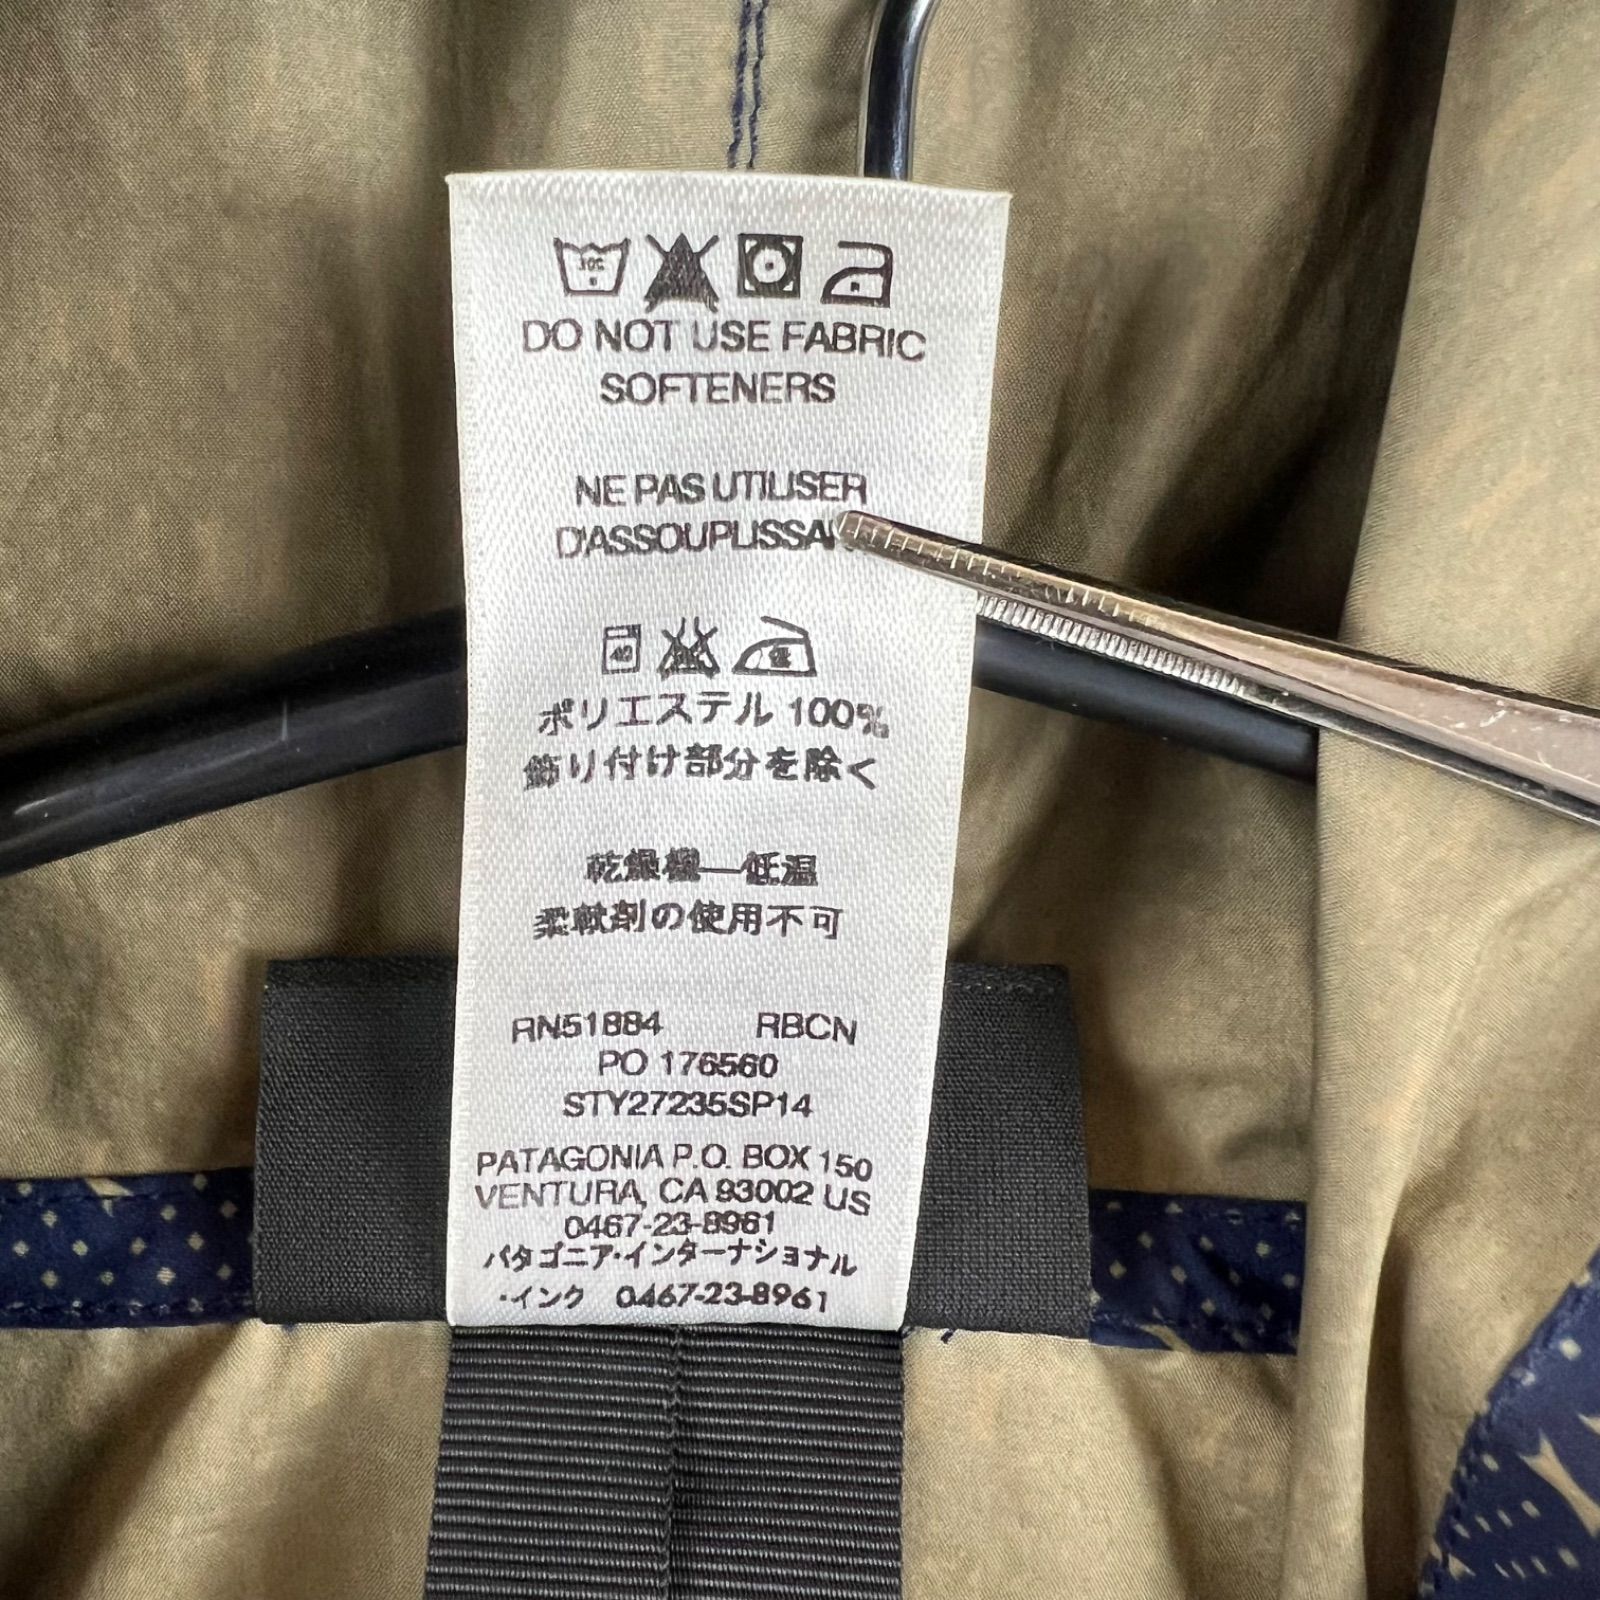 30C
DO NOT USE FABRIC
SOFTENERS
NE PAS UTILISER
40
ポリエステル 100%
飾り付け部分を除く
乾燥機—低温
柔軟剤の使用不可
RN51884 RBCN
PO 176560
STY27235SP14
PATAGONIA P.O. BOX 150
VENTURA, CA 93002 US
0467-23-8961
パタゴニア・インターナショナル
・インク 0467-23-8961